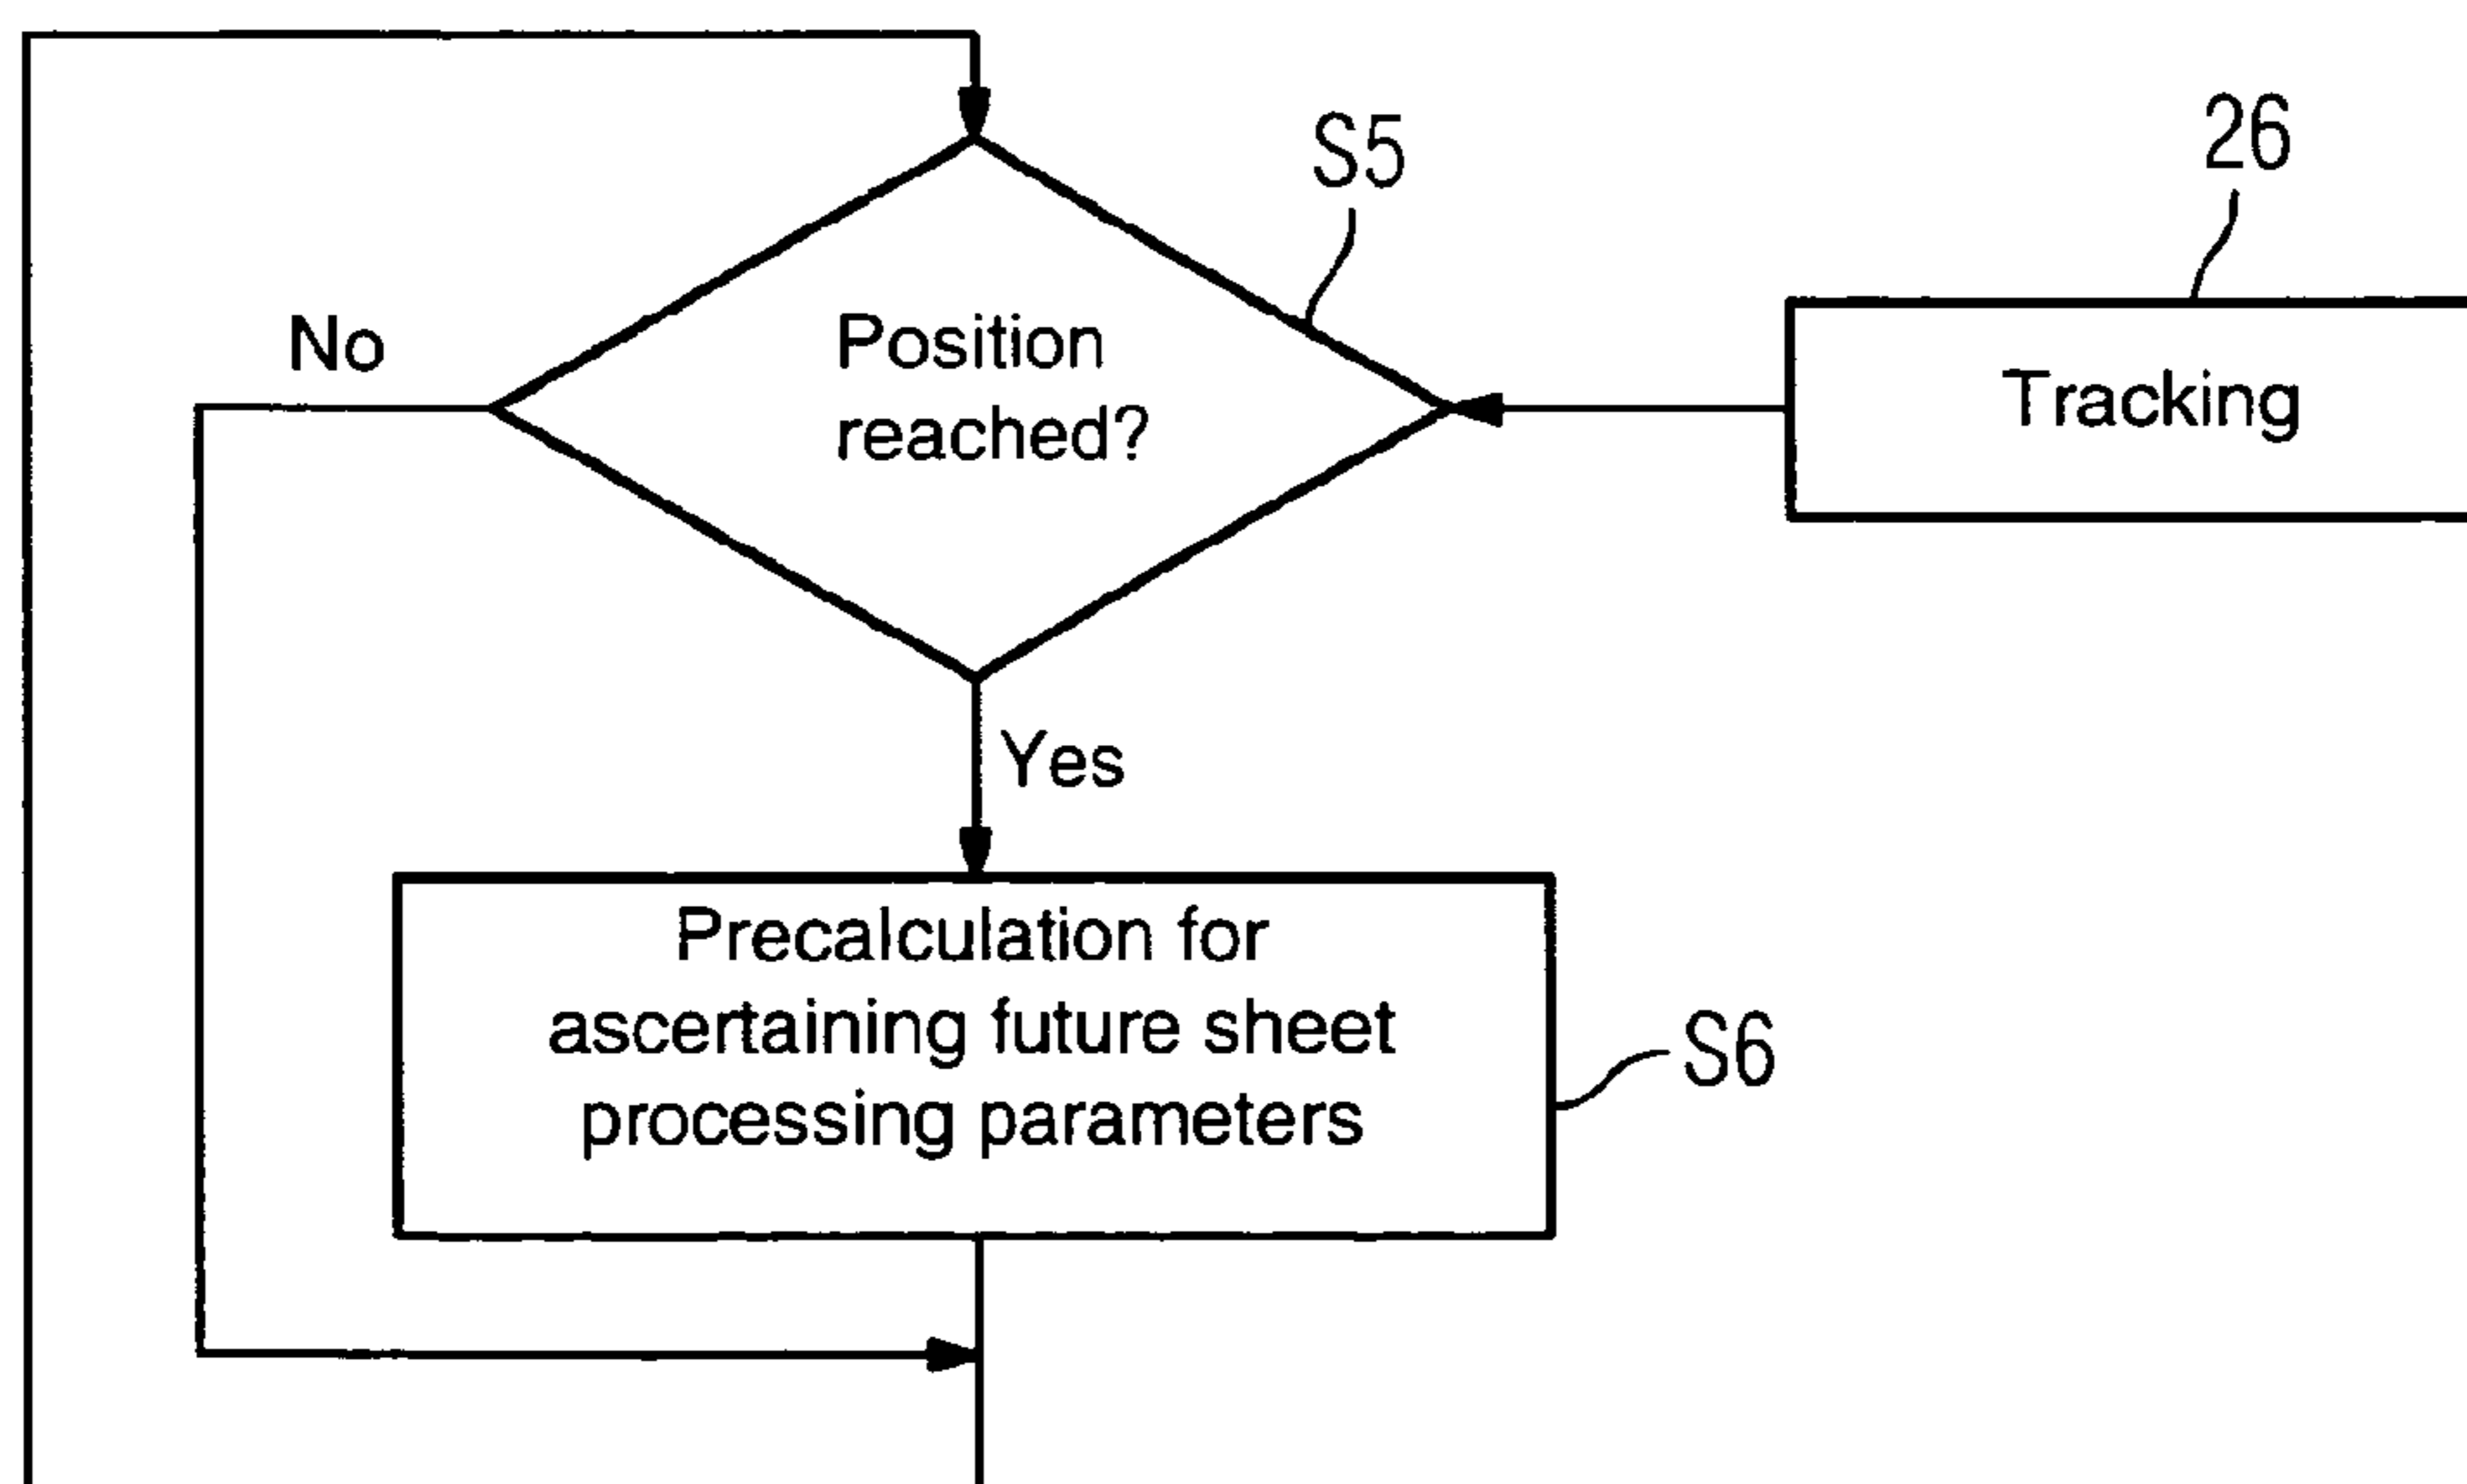 S5
26
No
Position
reached?
Tracking
Yes
Precalculation for
ascertaining future sheet
processing parameters
S6